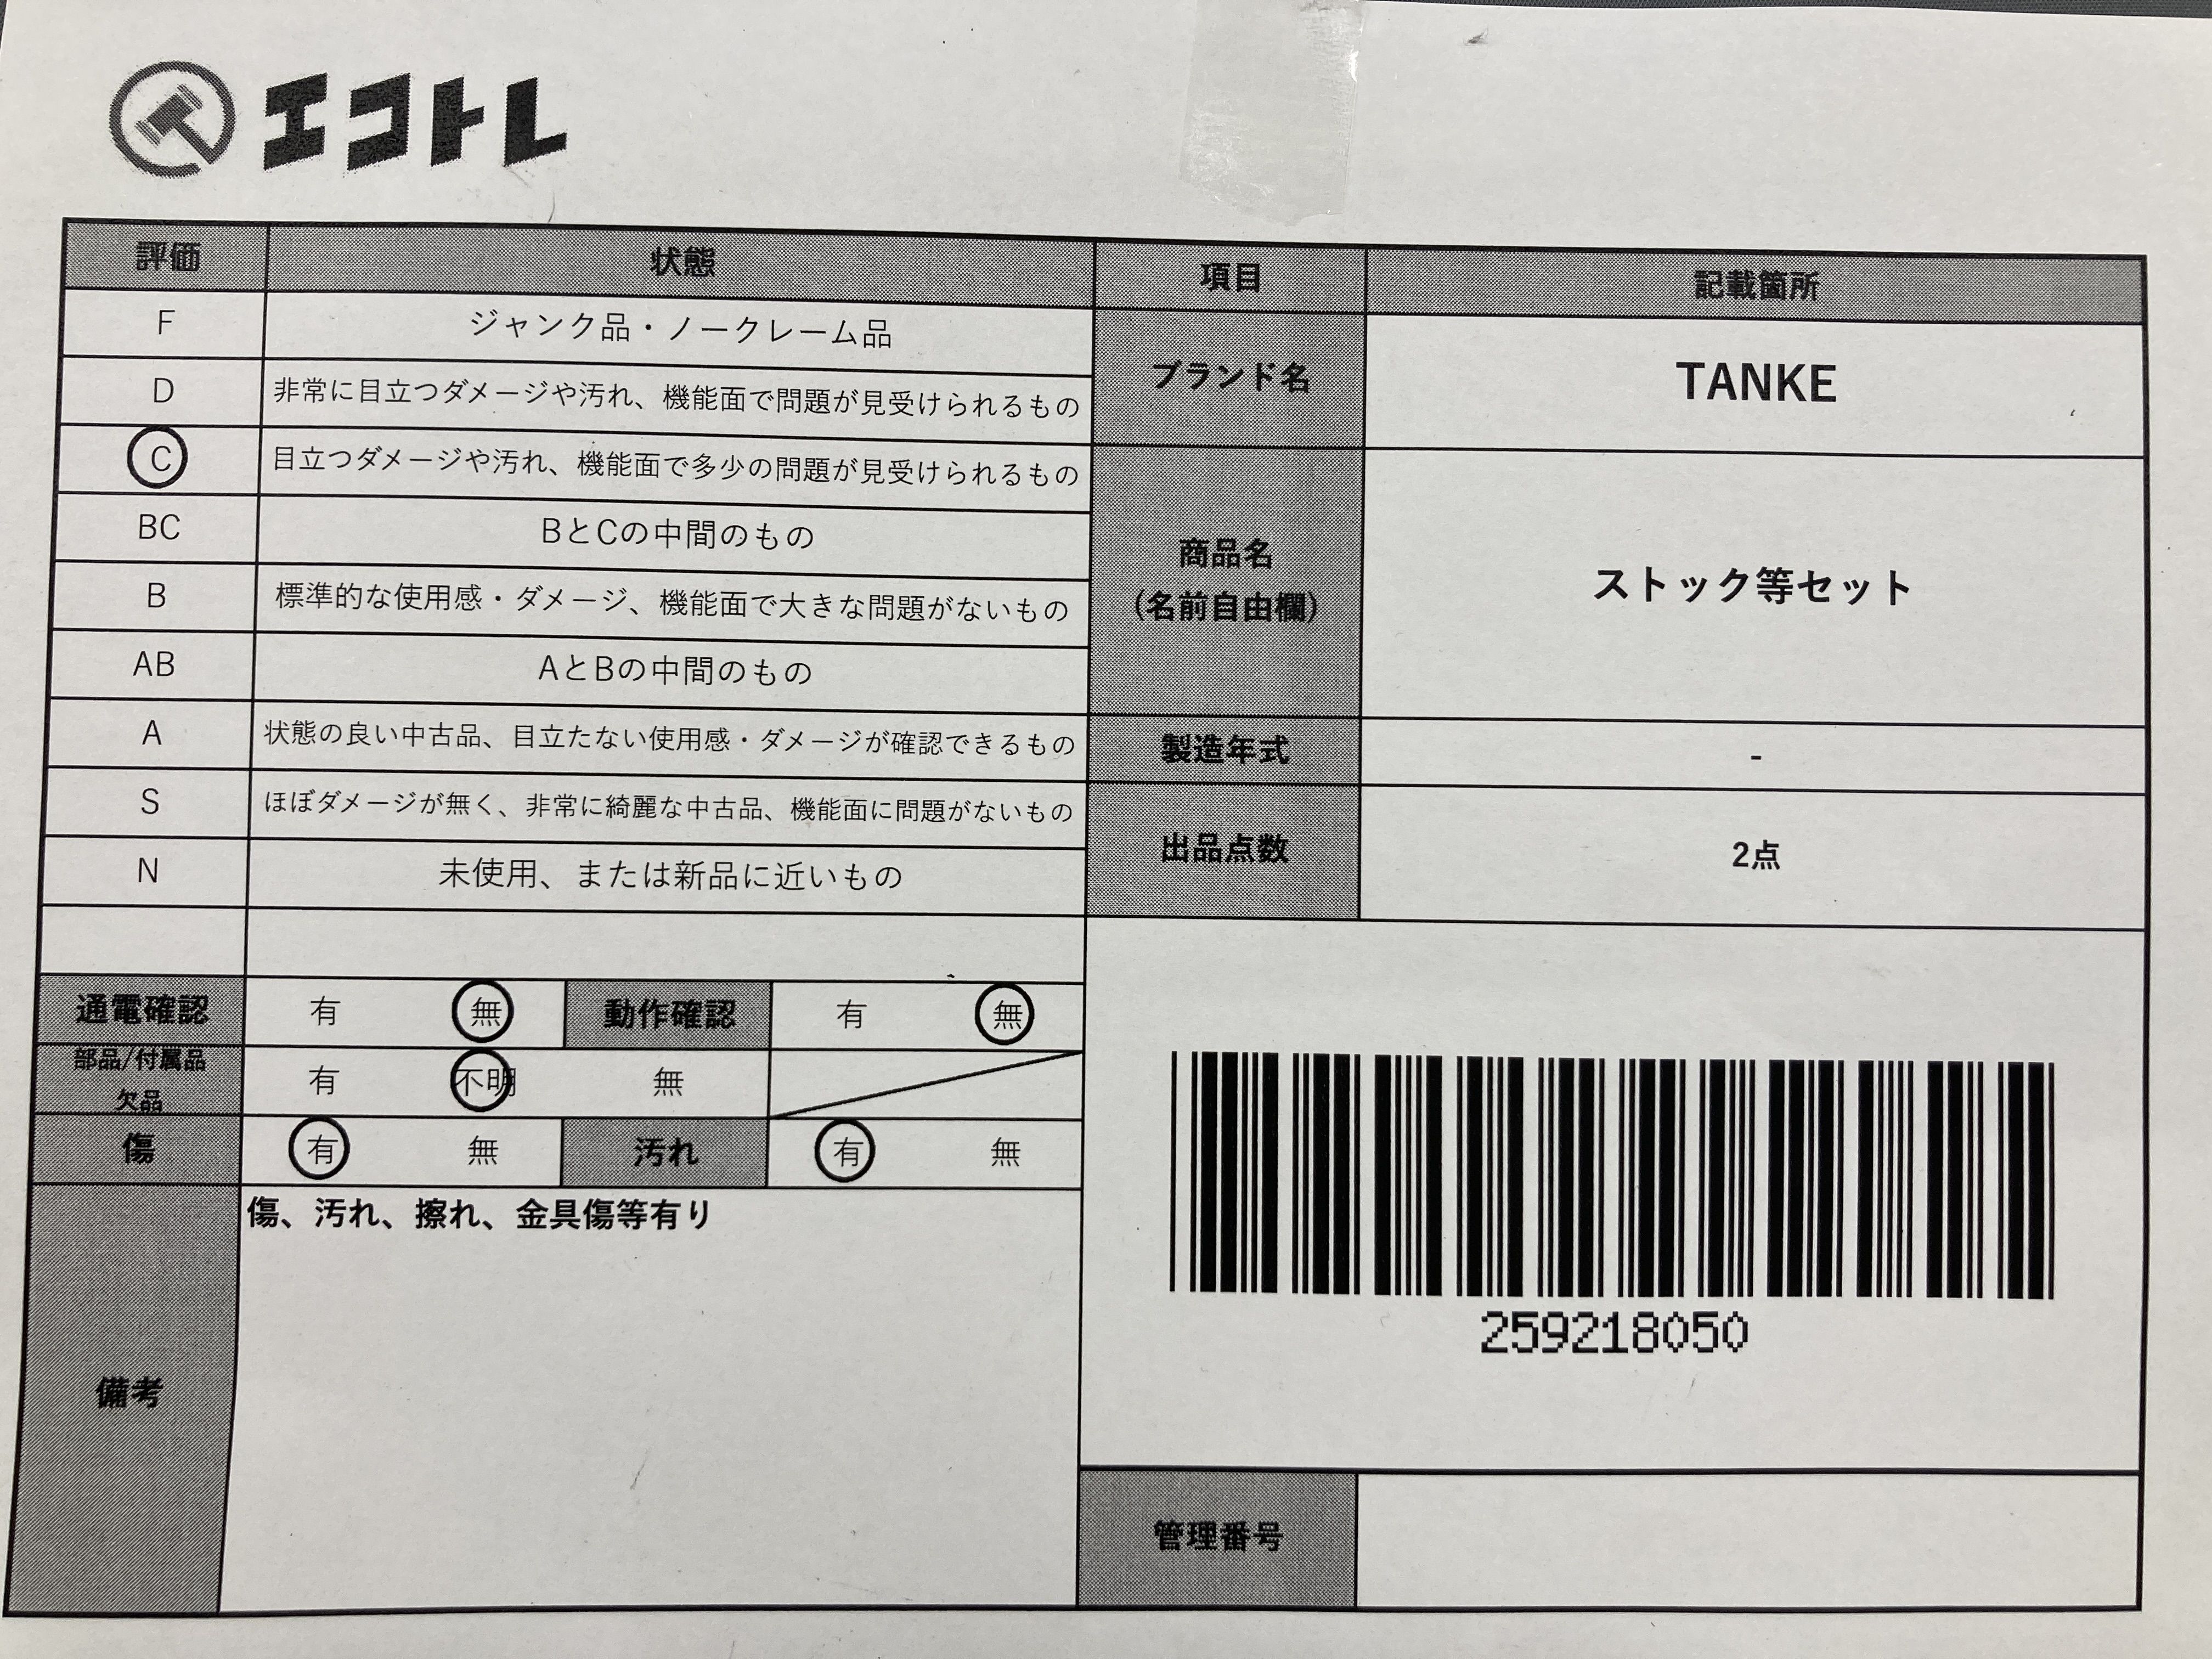 エコトレ
評価 状態 項目 記載箇所
F ジャンク品・ノークレーム品
D 非常に目立つダメージや汚れ、機能面で問題が見受けられるもの
C 目立つダメージや汚れ、機能面で多少の問題が見受けられるもの
BC BとCの中間のもの
B 標準的な使用感・ダメージ、機能面で大きな問題がないもの
AB AとBの中間のもの
A 状態の良い中古品、目立たない使用感・ダメージが確認できるもの
S ほぼダメージが無く、非常に綺麗な中古品、機能面に問題がないもの
N 未使用、または新品に近いもの
ブランド名 TANKE
商品名
(名前自由欄)
ストック等セット
製造年式 -
出品点数 2点
通電確認 有 無 動作確認 有 無
部品/付属品
欠品
有 不明 無
傷 有 無 汚れ 有 無
備考
傷、汚れ、擦れ、金具傷等有り
259218050
管理番号